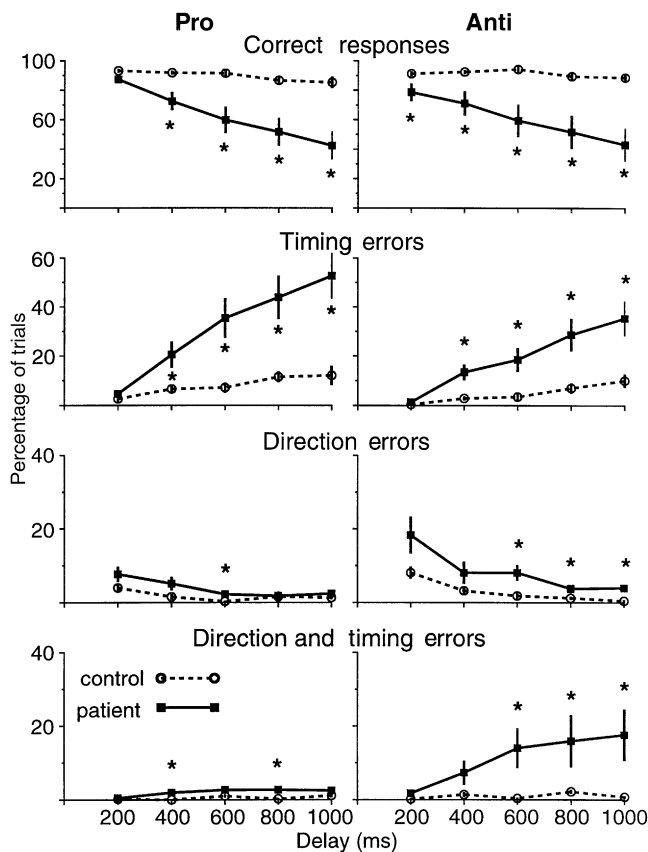 Pro Anti
Correct responses
100
60
20
* * * *
* * * * *
Timing errors
60
40
20
* * * *
* * * *
Percentage of trials
Direction errors
40
20
*
* * *
Direction and timing errors
40
20
control
patient
* *
* * *
200 400 600 800 1000 200 400 600 800 1000
Delay (ms)